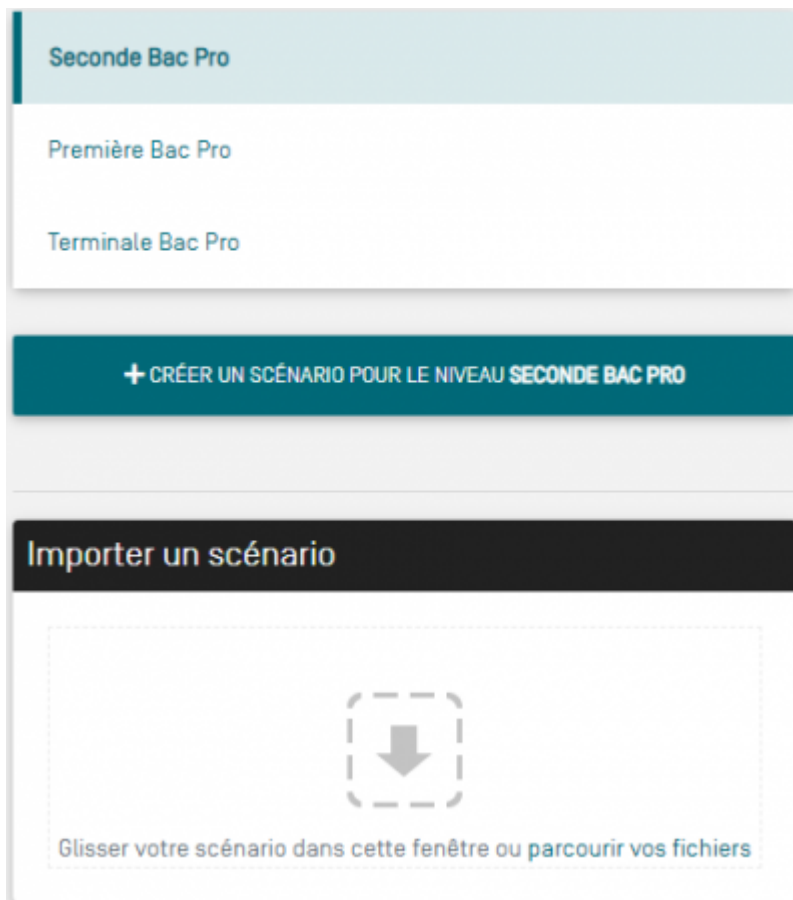 Seconde Bac Pro
Première Bac Pro
Terminale Bac Pro
+ CRÉER UN SCÉNARIO POUR LE NIVEAU SECONDE BAC PRO
Importer un scénario
Glisser votre scénario dans cette fenêtre ou parcourir vos fichiers